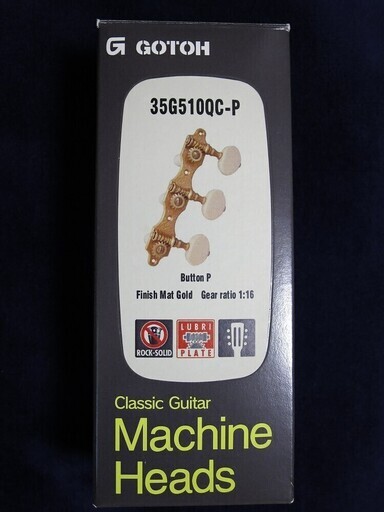 GOTOH
35G510QC-P
Button P
Finish Mat Gold Gear ratio 1:16
ROCK-SOLID
LUBRI
PLATE
Classic Guitar
Machine
Heads